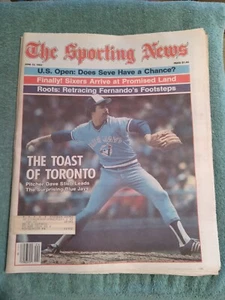 The Sporting News
U.S. Open: Does Seve Have a Chance?
Finally! Sixers Arrive at Promised Land
Roots: Retracing Fernando's Footsteps
THE TOAST
OF TORONTO
Pitcher Dave Stieb Leads
The Surprising Blue Jays